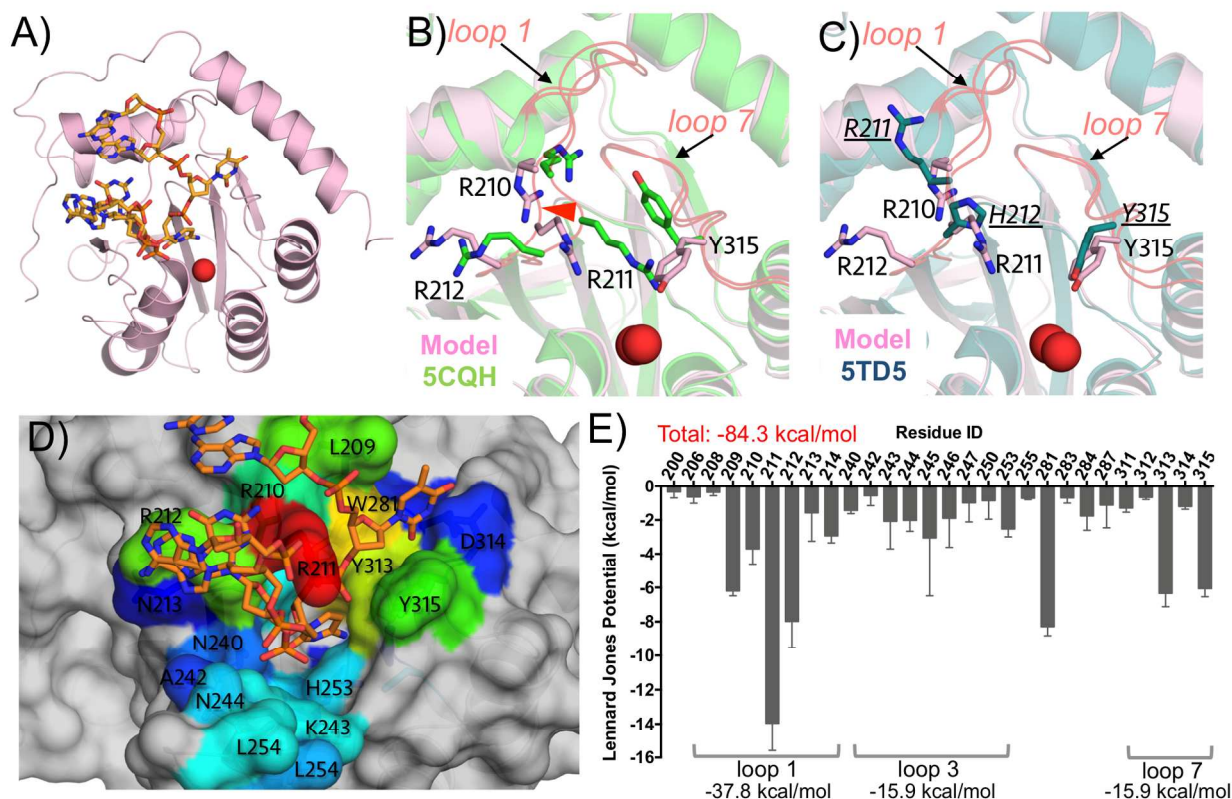 A)
B)
loop 1
loop 7
R210
R212
R211
Y315
Model
5CQH
C)
loop 1
loop 7
R211
R210
H212
Y315
Y315
R212
R211
Model
5TD5
D)
L209
R210
W281
R212
D314
R211
Y313
N213
Y315
N240
A242
H253
N244
K243
L254
L254
E)
Total: -84.3 kcal/mol
Residue ID
200 206 208 209 210 211 212 213 214 240 242 243 244 245 246 247 250 253 255 281 283 284 287 311 312 313 314 315
Lennard Jones Potential (kcal/mol)
0
-2
-4
-6
-8
-10
-12
-14
-16
loop 1
-37.8 kcal/mol
loop 3
-15.9 kcal/mol
loop 7
-15.9 kcal/mol